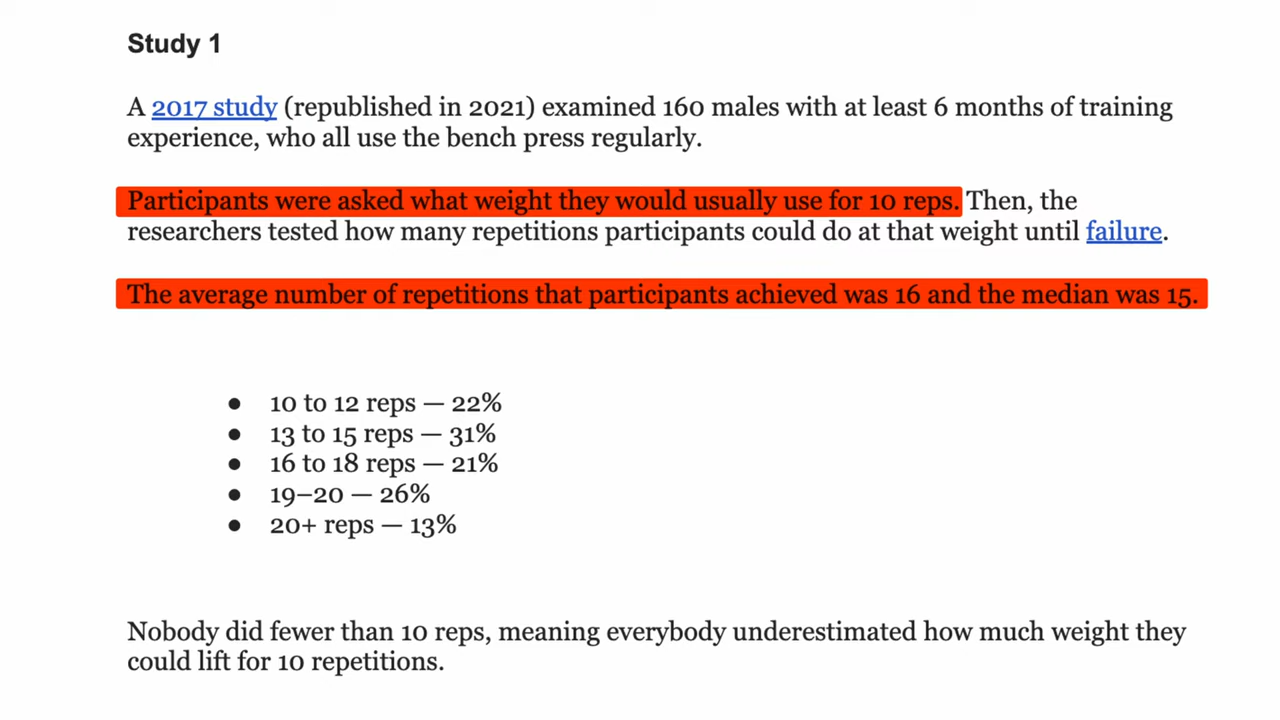 Study 1
A 2017 study (republished in 2021) examined 160 males with at least 6 months of training
experience, who all use the bench press regularly.
Participants were asked what weight they would usually use for 10 reps. Then, the
researchers tested how many repetitions participants could do at that weight until failure.
The average number of repetitions that participants achieved was 16 and the median was 15.
● 10 to 12 reps — 22%
● 13 to 15 reps — 31%
● 16 to 18 reps — 21%
● 19–20 — 26%
● 20+ reps — 13%
Nobody did fewer than 10 reps, meaning everybody underestimated how much weight they
could lift for 10 repetitions.